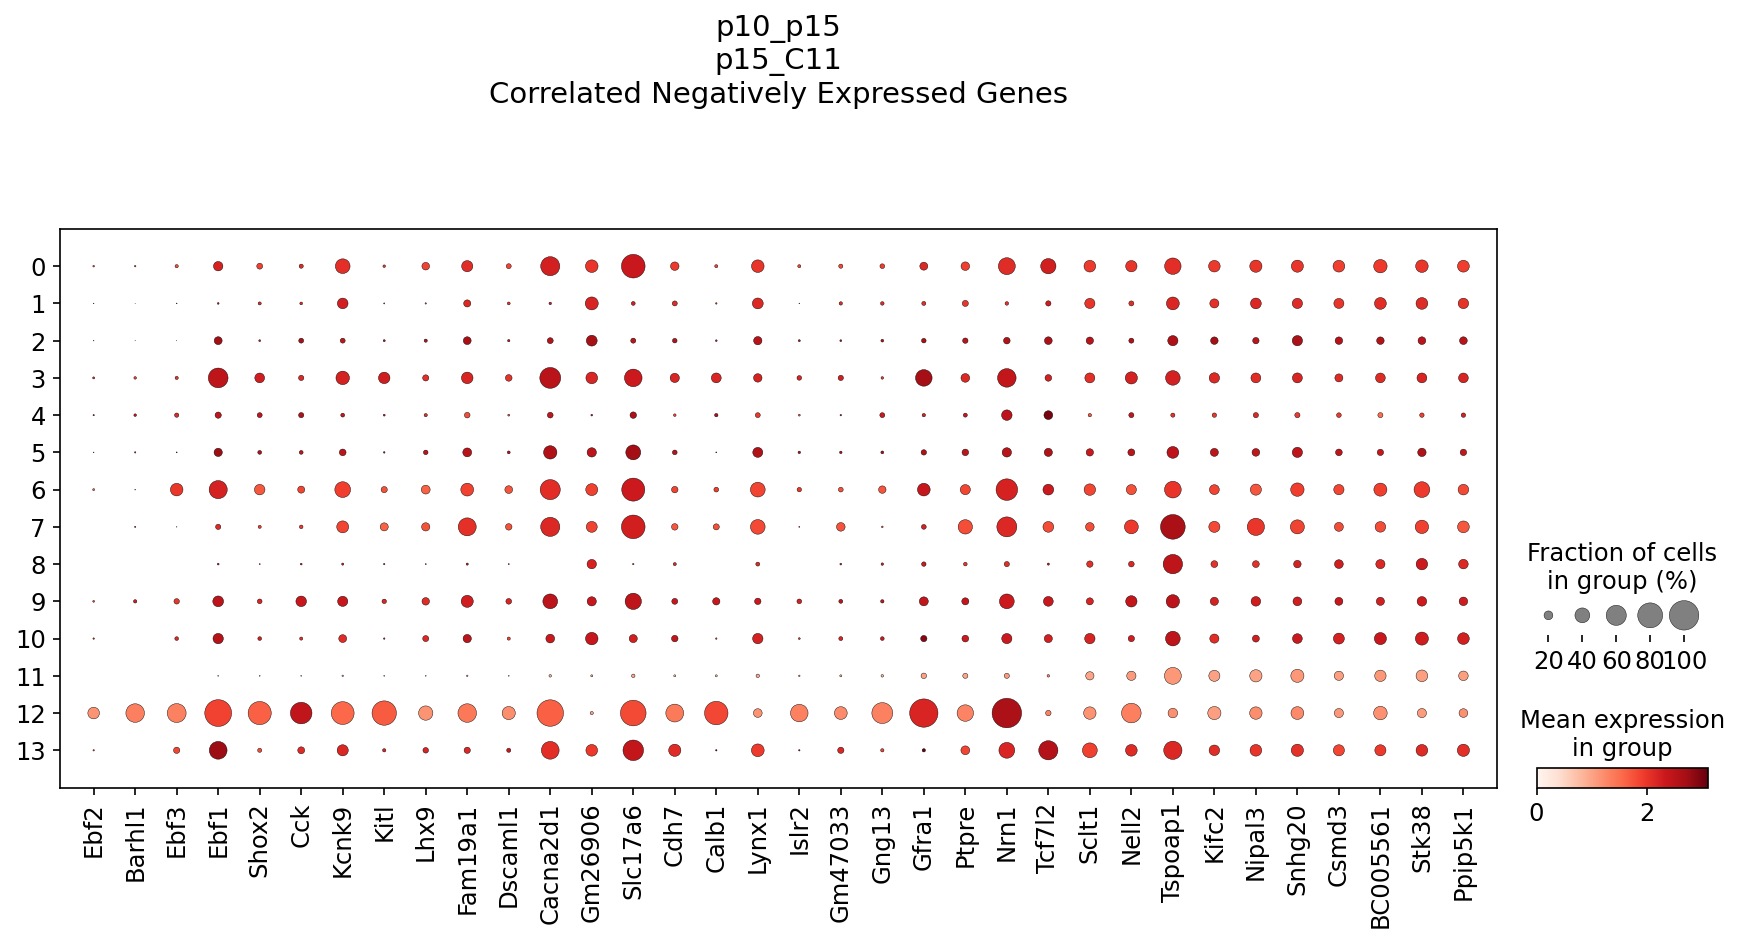 p10_p15
p15_C11
Correlated Negatively Expressed Genes
0
1
2
3
4
5
6
7
8
9
10
11
12
13
Ebf2
Barhl1
Ebf3
Ebf1
Shox2
Cck
Kcnk9
Kitl
Lhx9
Fam19a1
Dscaml1
Cacna2d1
Gm26906
Slc17a6
Cdh7
Calb1
Lynx1
Islr2
Gm47033
Gng13
Gfra1
Ptpre
Nrn1
Tcf7l2
Sclt1
Nell2
Tspoap1
Kifc2
Nipal3
Snhg20
Csmd3
BC005561
Stk38
Ppip5k1
Fraction of cells
in group (%)
20 40 60 80 100
Mean expression
in group
0 2